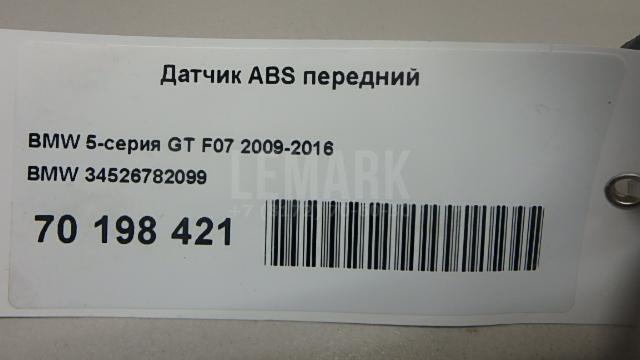 Датчик ABS передний
BMW 5-серия GT F07 2009-2016
BMW 34526782099
LEMARK
70 198 421